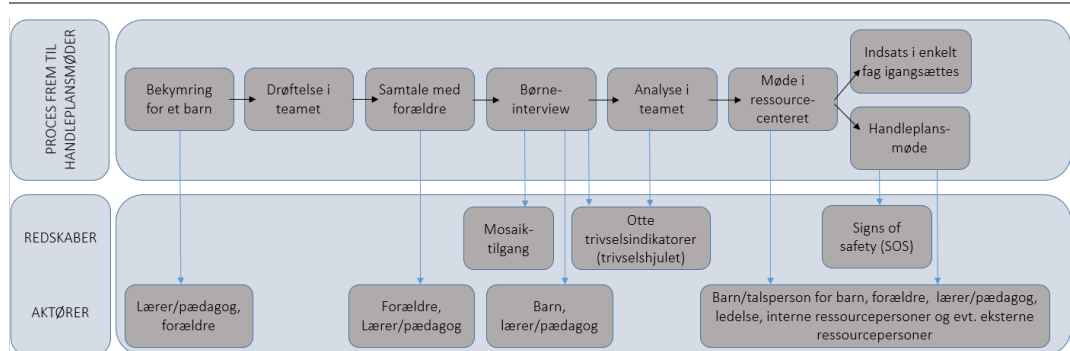 PROCES FREM TIL
HANDLEPLANSMØDER
Bekymring
for et barn
Drøftelse i
teamet
Samtale med
forældre
Børne-
interview
Analyse i
teamet
Møde i
ressource-
centeret
Indsats i enkelt
fag igangsættes
Handleplans-
møde
REDSKABER
Mosaik-
tilgang
Otte
trivselsindikatorer
(trivselshjulet)
Signs of
safety (SOS)
AKTØRER
Lærer/pædagog,
forældre
Forældre,
Lærer/pædagog
Barn,
lærer/pædagog
Barn/talsperson for barn, forældre, lærer/pædagog,
ledelse, interne ressourcepersoner og evt. eksterne
ressourcepersoner